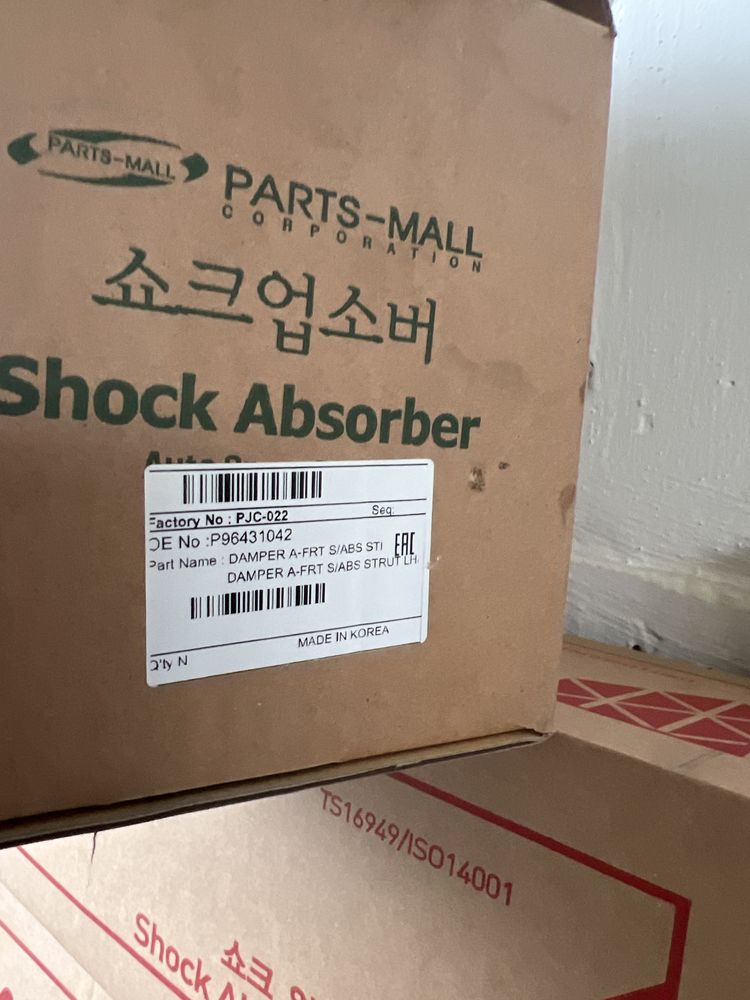 PARTS-MALL
PARTS-MALL
CORPORATION
쇼크업소버
Shock Absorber
Factory No : PJC-022 Seq:
OE No :P96431042
Part Name : DAMPER A-FRT S/ABS STI EAC
DAMPER A-FRT S/ABS STRUT LH
MADE IN KOREA
Q'ty N
TS16949/ISO14001
쇼크
Shock